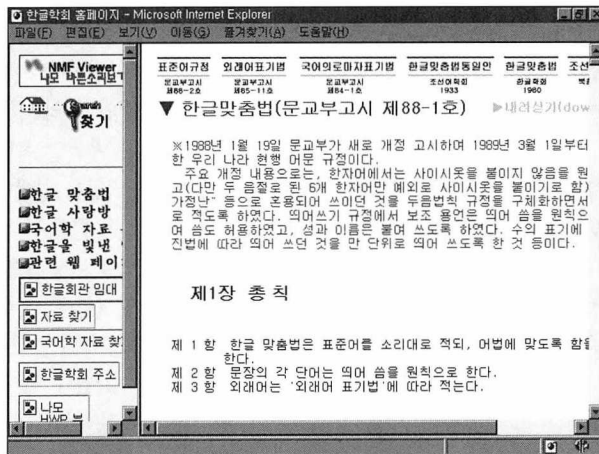 한글학회 홈페이지 - Microsoft Internet Explorer
파일(F) 편집(E) 보기(V) 이동(G) 즐겨찾기(A) 도움말(H)
NMF Viewer
나모 바른소리보기
찾기
한글 맞춤법
한글 사랑방
국어학 자료
한글을 빛낸
관련 웹 페이지
한글회관 임대
자료 찾기
국어학 자료 찾
한글학회 주소
나모
HWP 뷰
표준어규정 외래어표기법 국어의로마자표기법 한글맞춤법통일안 한글맞춤법 조선
문교부고시 문교부고시 문교부고시 조선어학회 한글학회 북
제88-2호 제85-11호 제84-1호 1933 1980
▼ 한글맞춤법(문교부고시 제88-1호) ▶내려싣기(dow
※1988년 1월 19일 문교부가 새로 개정 고시하여 1989년 3월 1일부터
한 우리 나라 현행 어문 규정이다.
주요 개정 내용으로는, 한자어에서는 사이시옷을 붙이지 않음을 원
고(다만 두 음절로 된 6개 한자어만 예외로 사이시옷을 붙이기로 함)
가정난" 등으로 혼용되어 쓰이던 것을 두음법칙 규정을 구체화하면서
로 적도록 하였다. 띄어쓰기 규정에서 보조 용언은 띄어 씀을 원칙으
여 씀도 허용하였고, 성과 이름은 붙여 쓰도록 하였다. 수의 표기에
진법에 따라 띄어 쓰던 것을 만 단위로 띄어 쓰도록 한 것 등이다.
제1장 총 칙
제 1 항 한글 맞춤법은 표준어를 소리대로 적되, 어법에 맞도록 함을
한다.
제 2 항 문장의 각 단어는 띄어 씀을 원칙으로 한다.
제 3 항 외래어는 '외래어 표기법'에 따라 적는다.